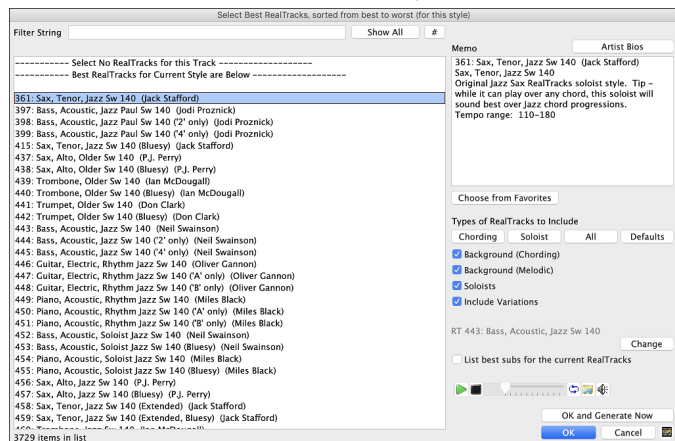 Select Best RealTracks, sorted from best to worst (for this style)
Filter String
Show All
#
---------- Select No RealTracks for this Track -------------------
---------- Best RealTracks for Current Style are Below -------------------
361: Sax, Tenor, Jazz Sw 140 (Jack Stafford)
397: Bass, Acoustic, Jazz Paul Sw 140 (Jodi Proznick)
398: Bass, Acoustic, Jazz Paul Sw 140 ('2' only) (Jodi Proznick)
399: Bass, Acoustic, Jazz Paul Sw 140 ('4' only) (Jodi Proznick)
415: Sax, Tenor, Jazz Sw 140 (Bluesy) (Jack Stafford)
437: Sax, Alto, Older Sw 140 (P.J. Perry)
438: Sax, Alto, Older Sw 140 (Bluesy) (P.J. Perry)
439: Trombone, Older Sw 140 (Ian McDougall)
440: Trombone, Older Sw 140 (Bluesy) (Ian McDougall)
441: Trumpet, Older Sw 140 (Don Clark)
442: Trumpet, Older Sw 140 (Bluesy) (Don Clark)
443: Bass, Acoustic, Jazz Sw 140 (Neil Swainson)
444: Bass, Acoustic, Jazz Sw 140 ('2' only) (Neil Swainson)
445: Bass, Acoustic, Jazz Sw 140 ('4' only) (Neil Swainson)
446: Guitar, Electric, Rhythm Jazz Sw 140 (Oliver Gannon)
447: Guitar, Electric, Rhythm Jazz Sw 140 ('A' only) (Oliver Gannon)
448: Guitar, Electric, Rhythm Jazz Sw 140 ('B' only) (Oliver Gannon)
449: Piano, Acoustic, Rhythm Jazz Sw 140 (Miles Black)
450: Piano, Acoustic, Rhythm Jazz Sw 140 ('A' only) (Miles Black)
451: Piano, Acoustic, Rhythm Jazz Sw 140 ('B' only) (Miles Black)
452: Bass, Acoustic, Soloist Jazz Sw 140 (Neil Swainson)
453: Bass, Acoustic, Soloist Jazz Sw 140 (Bluesy) (Neil Swainson)
454: Piano, Acoustic, Soloist Jazz Sw 140 (Miles Black)
455: Piano, Acoustic, Soloist Jazz Sw 140 (Bluesy) (Miles Black)
456: Sax, Alto, Jazz Sw 140 (P.J. Perry)
457: Sax, Alto, Jazz Sw 140 (Bluesy) (P.J. Perry)
458: Sax, Tenor, Jazz Sw 140 (Extended) (Jack Stafford)
459: Sax, Tenor, Jazz Sw 140 (Extended, Bluesy) (Jack Stafford)
3729 items in list
Memo
Artist Bios
361: Sax, Tenor, Jazz Sw 140 (Jack Stafford)
Sax, Tenor, Jazz Sw 140
Original Jazz Sax RealTracks soloist style. Tip -
while it can play over any chord, this soloist will
sound best over Jazz chord progressions.
Tempo range: 110-180
Choose from Favorites
Types of RealTracks to Include
Chording
Soloist
All
Defaults
Background (Chording)
Background (Melodic)
Soloists
Include Variations
RT 443: Bass, Acoustic, Jazz Sw 140
Change
List best subs for the current RealTracks
OK and Generate Now
OK
Cancel